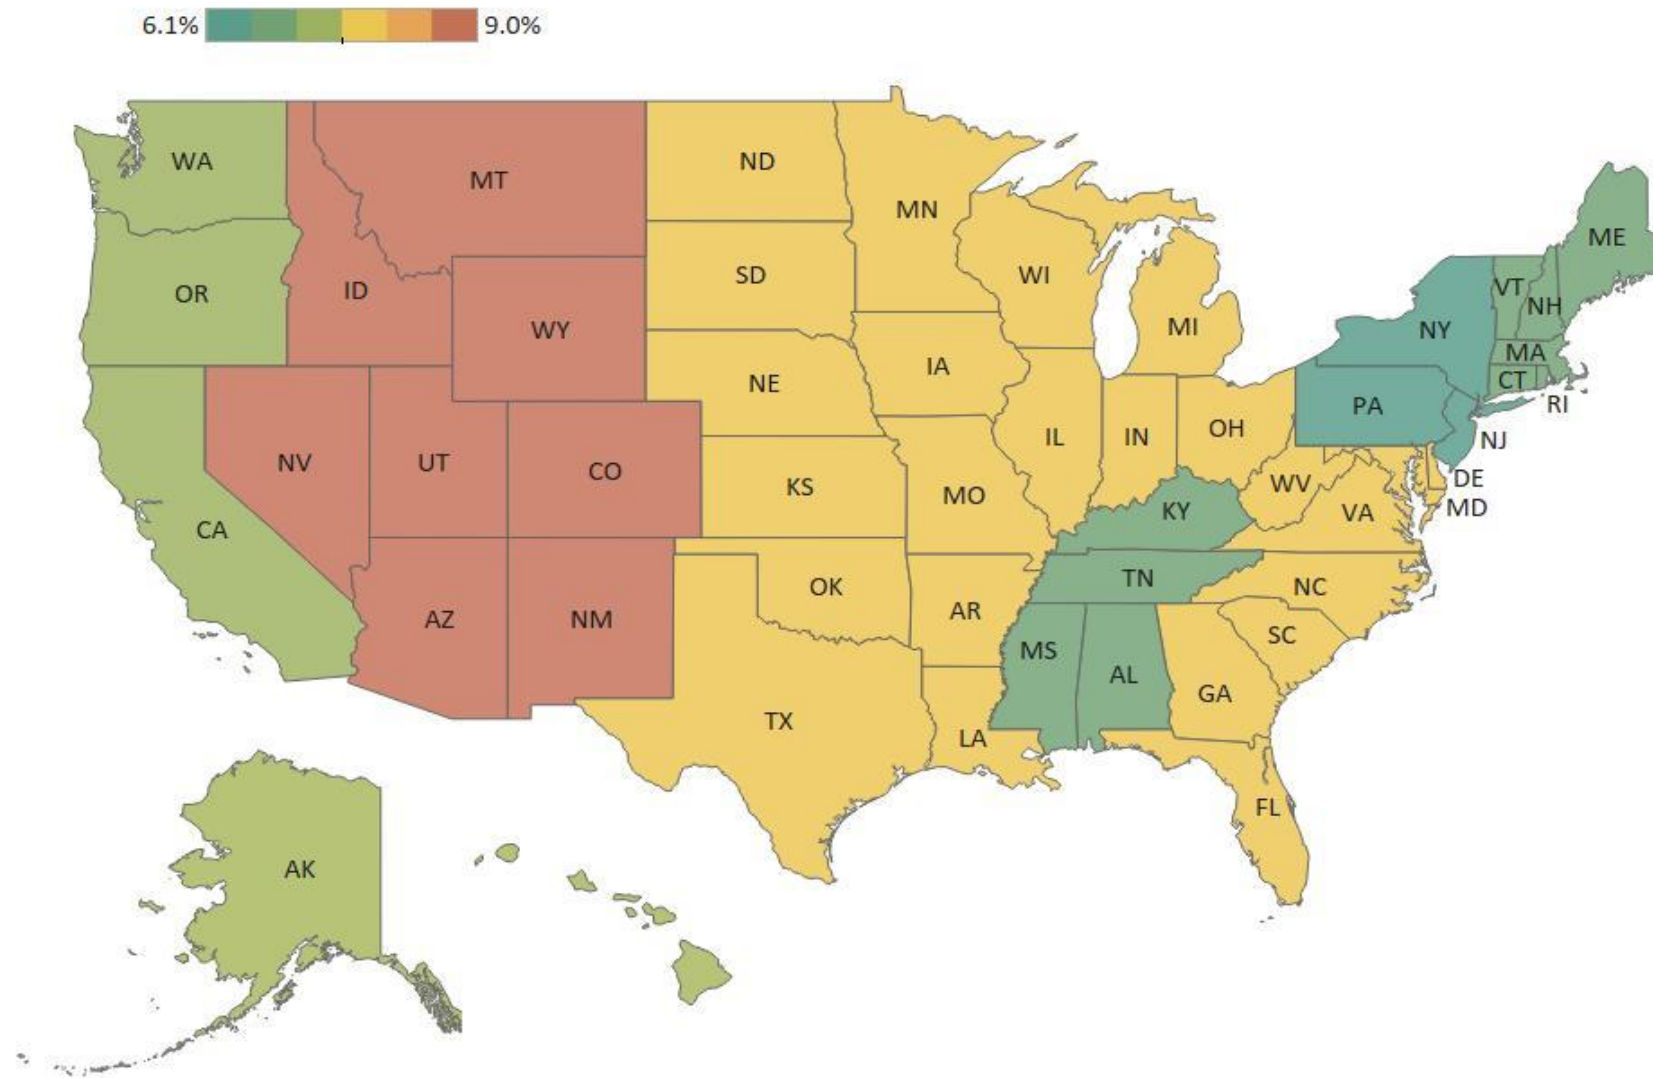 6.1% 9.0%
WA
MT
ND
MN
ME
OR
ID
SD
WI
VT
NH
WY
MI
NY
MA
IA
NE
CT
PA
RI
OH
IL
IN
NJ
NV
UT
CO
KS
MO
WV
DE
MD
CA
KY
VA
TN
OK
NC
AZ
NM
AR
SC
MS
AL
GA
TX
LA
FL
AK